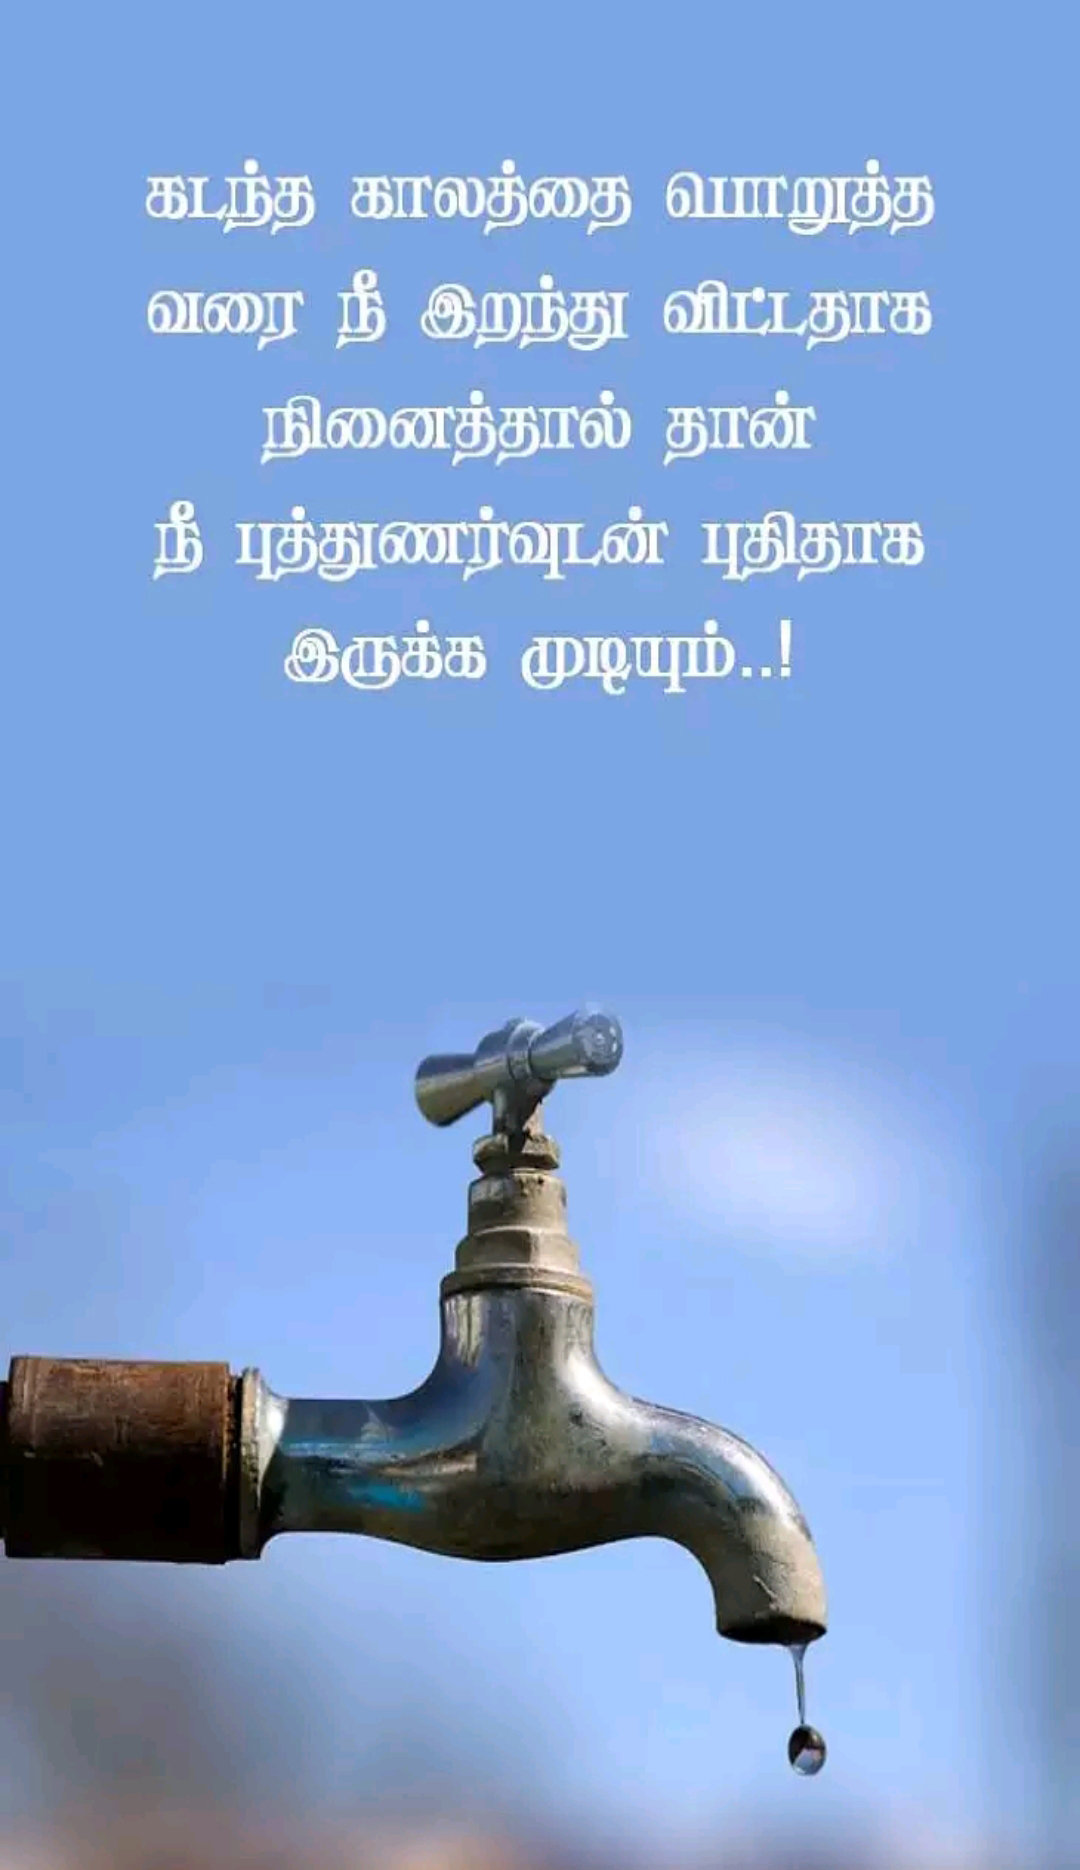 கடந்த காலத்தை பொறுத்த
வரை நீ இறந்து விட்டதாக
நினைத்தால் தான்
நீ புத்துணர்வுடன் புதிதாக
இருக்க முடியும்..!